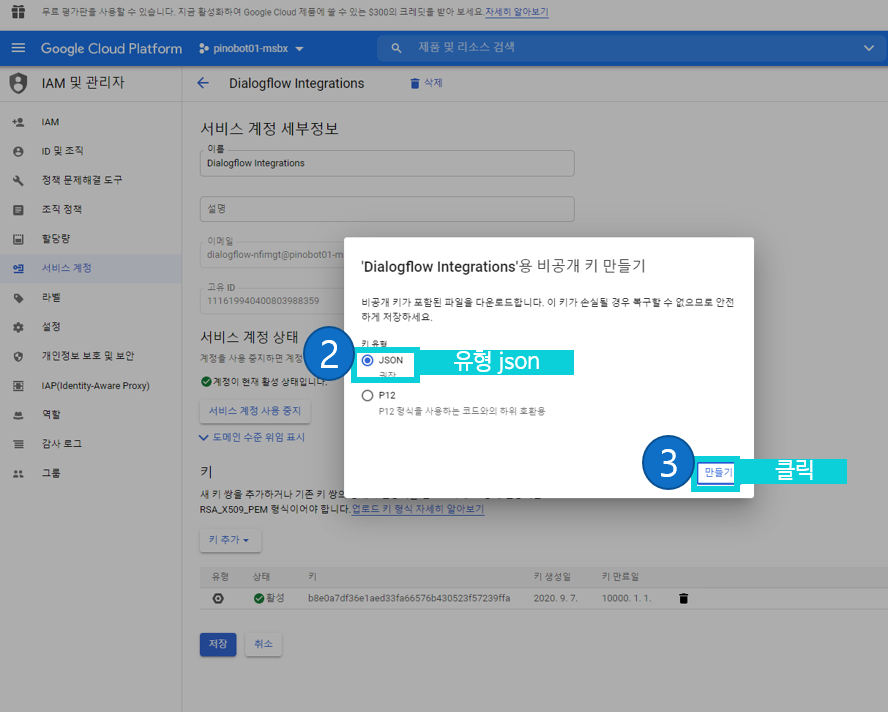 무료 평가판을 사용할 수 있습니다. 지금 활성화하여 Google Cloud 제품에 쓸 수 있는 $300의 크레딧을 받아 보세요. 자세히 알아보기
Google Cloud Platform
pinobot01-msbx
제품 및 리소스 검색
IAM 및 관리자
Dialogflow Integrations
삭제
IAM
ID 및 조직
정책 문제해결 도구
조직 정책
할당량
서비스 계정
라벨
설정
개인정보 보호 및 보안
IAP(Identity-Aware Proxy)
역할
감사 로그
그룹
서비스 계정 세부정보
이름
Dialogflow Integrations
설명
이메일
dialogflow-nfimgt@pinobot01-m
고유 ID
111619940400803988359
서비스 계정 상태
계정을 사용 중지하면 계정
계정이 현재 활성 상태입니다.
서비스 계정 사용 중지
도메인 수준 위임 표시
키
새 키 쌍을 추가하거나 기존 키 쌍으
RSA_X509_PEM 형식이어야 합니다. 업로드 키 형식 자세히 알아보기
키 추가
유형
상태
키
키 생성일
키 만료일
활성
b8e0a7df36e1aed33fa66576b430523f57239ffa
2020. 9. 7.
10000. 1. 1.
저장
취소
'Dialogflow Integrations'용 비공개 키 만들기
비공개 키가 포함된 파일을 다운로드합니다. 이 키가 손실될 경우 복구할 수 없으므로 안전
하게 저장하세요.
키 유형
2
JSON
권장
유형 json
P12
P12 형식을 사용하는 코드와의 하위 호환용
3
만들기
클릭